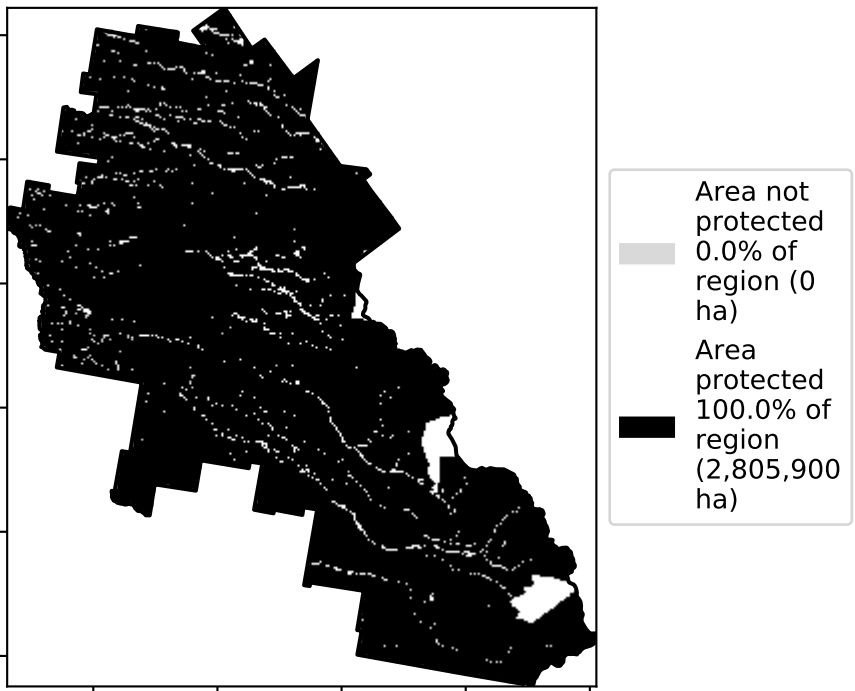 Area not
protected
0.0% of
region (0
ha)
Area
protected
100.0% of
region
(2,805,900
ha)